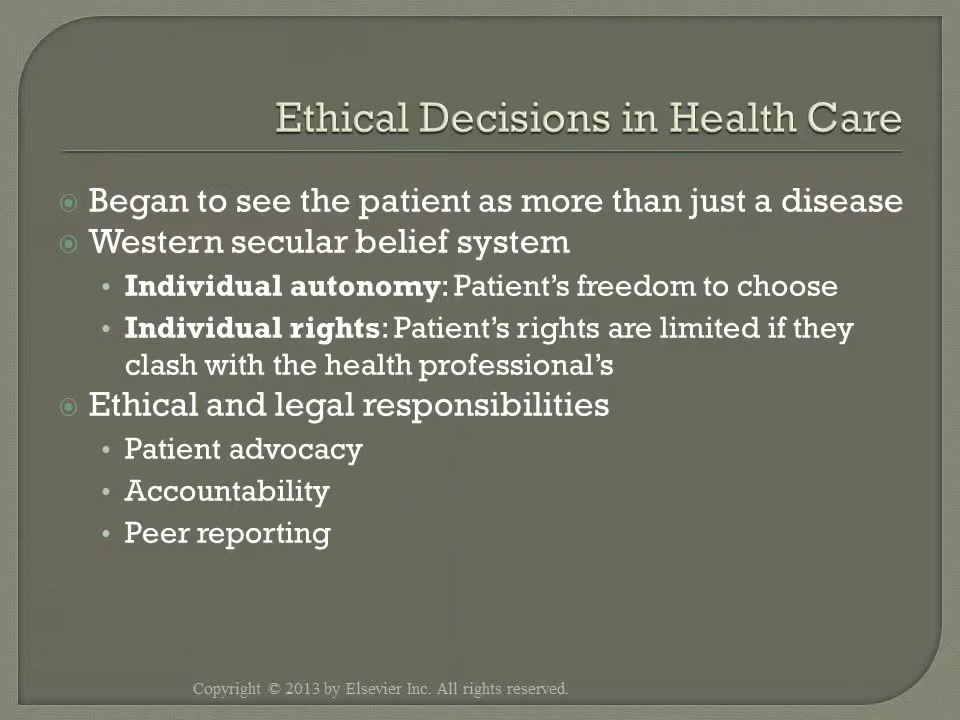 Ethical Decisions in Health Care
Began to see the patient as more than just a disease
Western secular belief system
Individual autonomy: Patient’s freedom to choose
Individual rights: Patient’s rights are limited if they
clash with the health professional’s
Ethical and legal responsibilities
Patient advocacy
Accountability
Peer reporting
Copyright © 2013 by Elsevier Inc. All rights reserved.